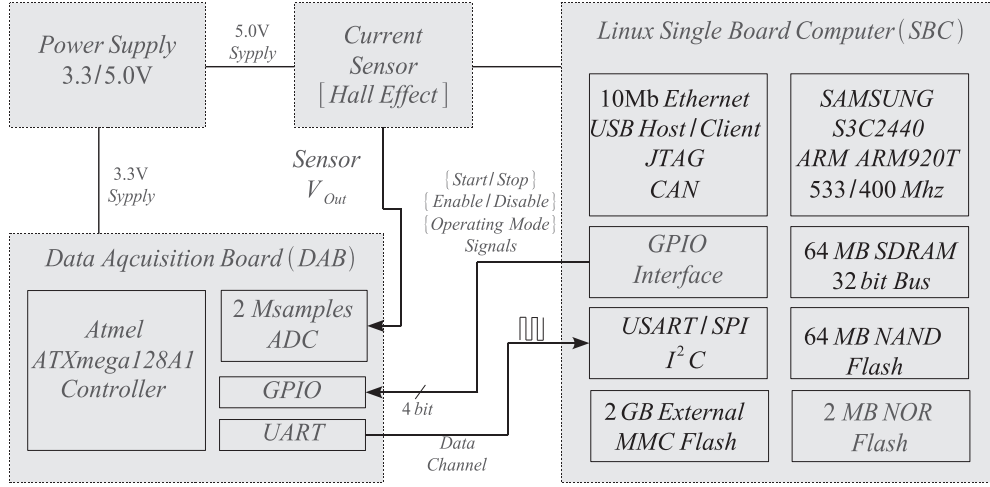 Power Supply
3.3/5.0V
5.0V
Sypply
Current
Sensor
[Hall Effect]
3.3V
Sypply
Sensor
V Out
{Start/Stop}
{Enable/Disable}
{Operating Mode}
Signals
Data Aqcuisition Board (DAB)
Atmel
ATXmega128A1
Controller
2 Msamples
ADC
GPIO
UART
4 bit
Data
Channel
Linux Single Board Computer (SBC)
10Mb Ethernet
USB Host/Client
JTAG
CAN
SAMSUNG
S3C2440
ARM ARM920T
533/400 Mhz
GPIO
Interface
64 MB SDRAM
32 bit Bus
USART/SPI
I² C
64 MB NAND
Flash
2 GB External
MMC Flash
2 MB NOR
Flash